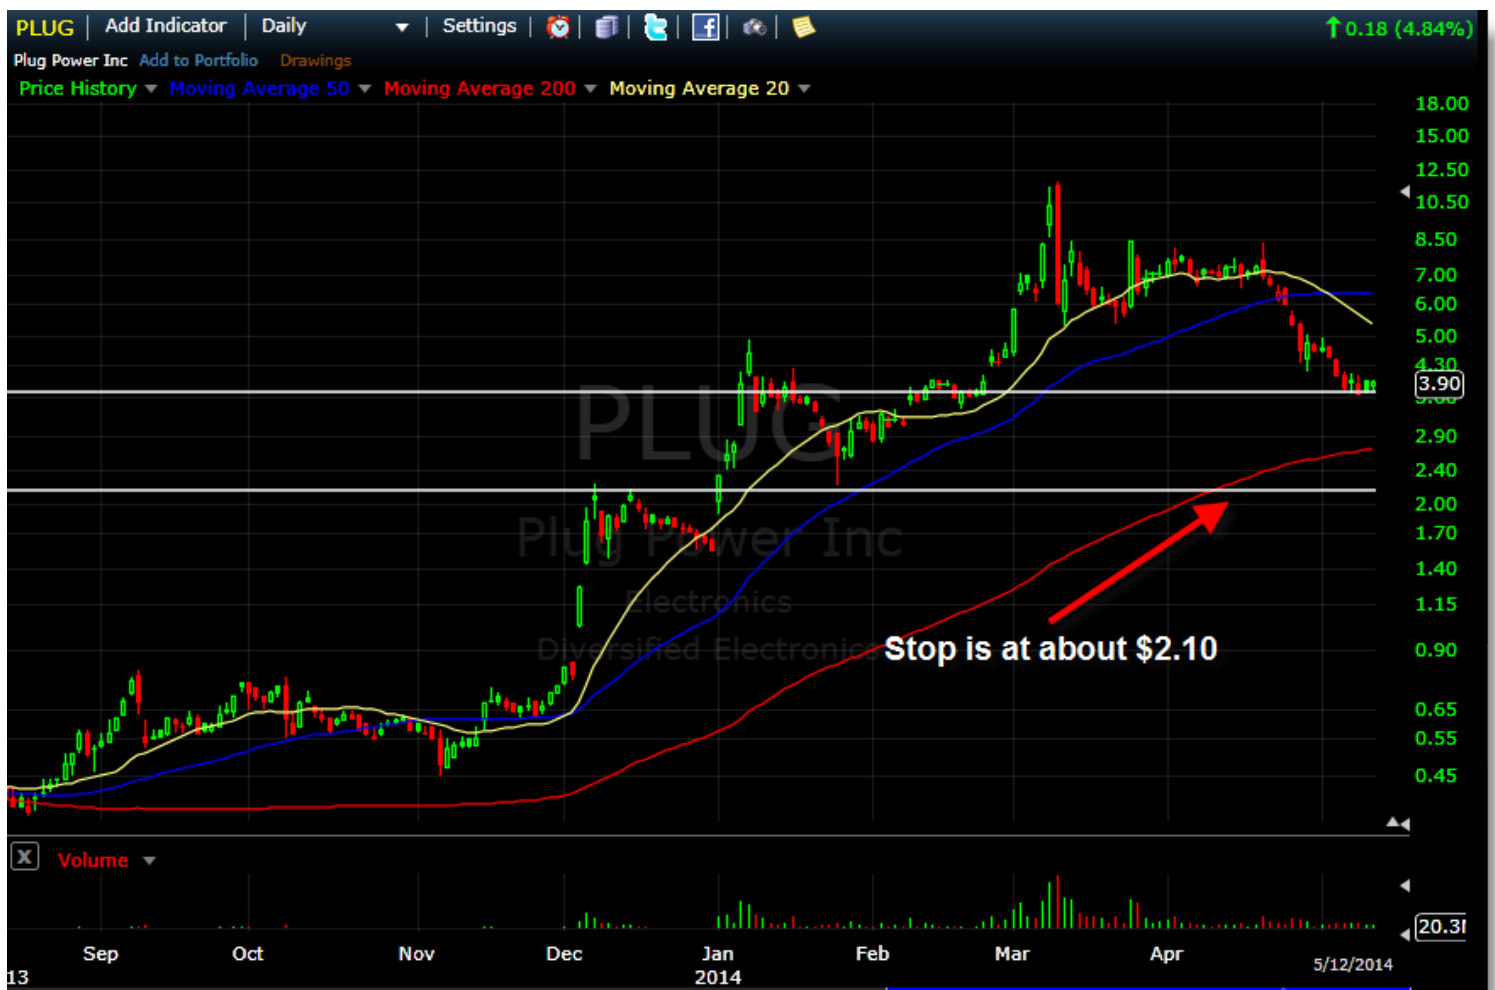 PLUG Add Indicator Daily Settings 0.18 (4.84%)
Plug Power Inc Add to Portfolio Drawings
Price History Moving Average 50 Moving Average 200 Moving Average 20
18.00
15.00
12.50
10.50
8.50
7.00
6.00
5.00
4.30
3.90
PLUG
2.90
2.40
2.00
Plug Power Inc
1.70
1.40
Electronics
1.15
Diversified Electronics
Stop is at about $2.10
0.90
0.65
0.55
0.45
X Volume
20.3
Sep Oct Nov Dec Jan Feb Mar Apr
13 2014 5/12/2014